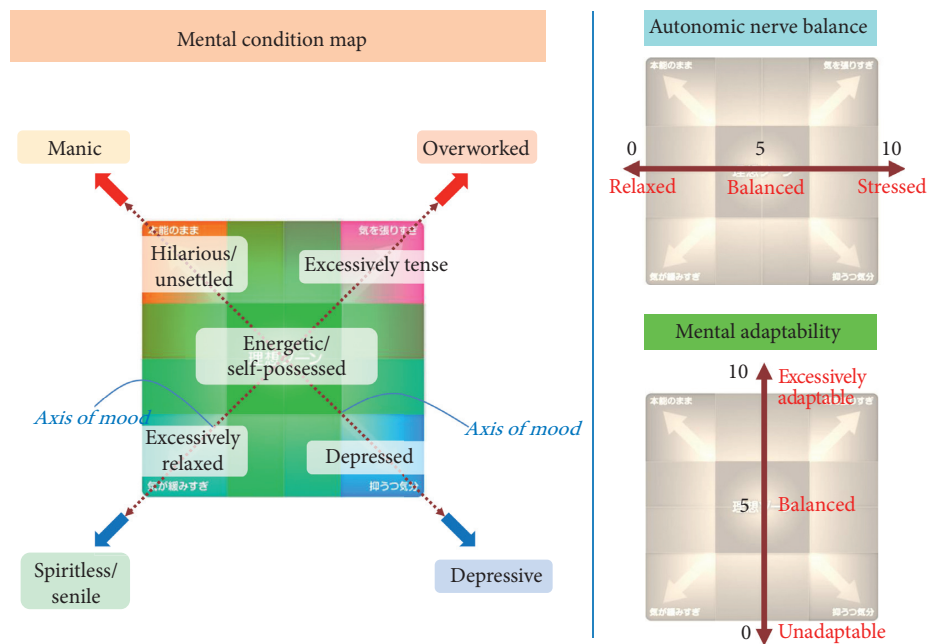 Mental condition map
Manic
Overworked
本能のまま
気を張りすぎ
Hilarious/
unsettled
Excessively tense
Energetic/
self-possessed
Axis of mood
Axis of mood
Excessively
relaxed
Depressed
気が緩みすぎ
抑うつ気分
Spiritless/
senile
Depressive
Autonomic nerve balance
本能のまま
気を張りすぎ
0
5
10
Relaxed
Balanced
Stressed
気が緩みすぎ
抑うつ気分
Mental adaptability
10
Excessively
adaptable
本能のまま
5
理想ゾーン
Balanced
気が緩みすぎ
抑うつ気分
0
Unadaptable